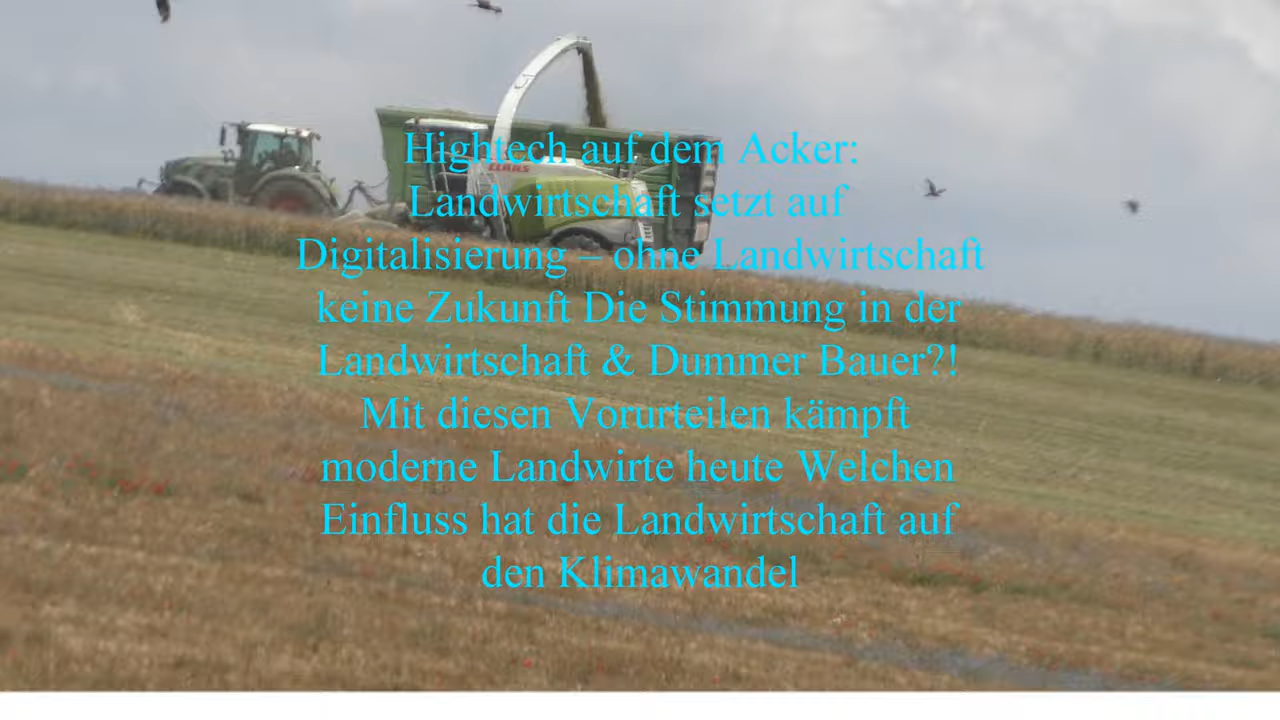 CLAAS
Hightech auf dem Acker:
Landwirtschaft setzt auf
Digitalisierung – ohne Landwirtschaft
keine Zukunft Die Stimmung in der
Landwirtschaft & Dummer Bauer?!
Mit diesen Vorurteilen kämpft
moderne Landwirte heute Welchen
Einfluss hat die Landwirtschaft auf
den Klimawandel